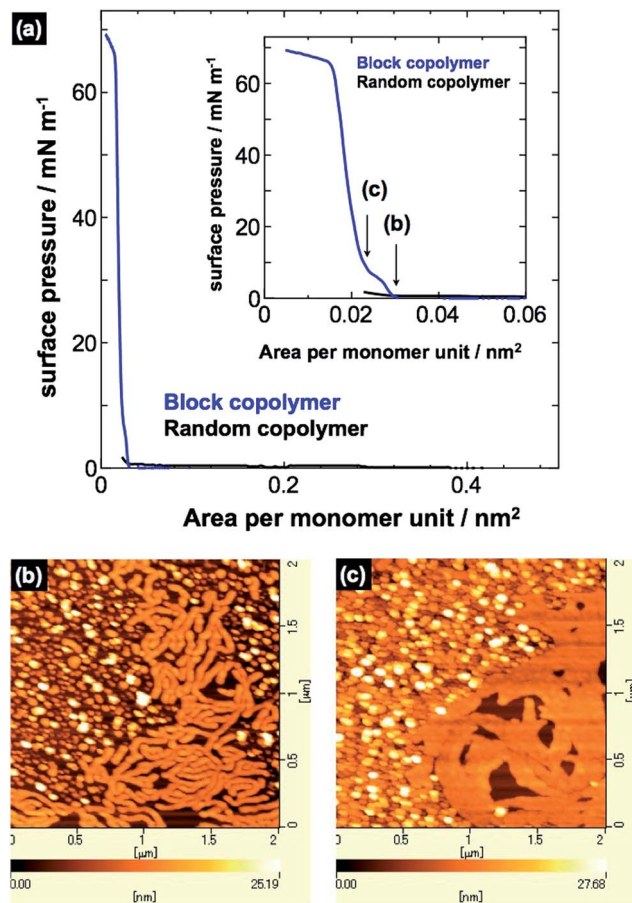 (a)
60
40
20
0
surface pressure / mN m⁻¹
Block copolymer
Random copolymer
0
0.2
0.4
Area per monomer unit / nm²
Block copolymer
Random copolymer
60
40
20
0
surface pressure / mN m⁻¹
(c)
(b)
0
0.02
0.04
0.06
Area per monomer unit / nm²
(b)
2
1.5
1
[μm]
0.5
0
0
0.5
1
1.5
2
[μm]
0.00
25.19
[nm]
(c)
2
1.5
1
[μm]
0.5
0
0.5
1
1.5
2
[μm]
0.00
27.68
[nm]